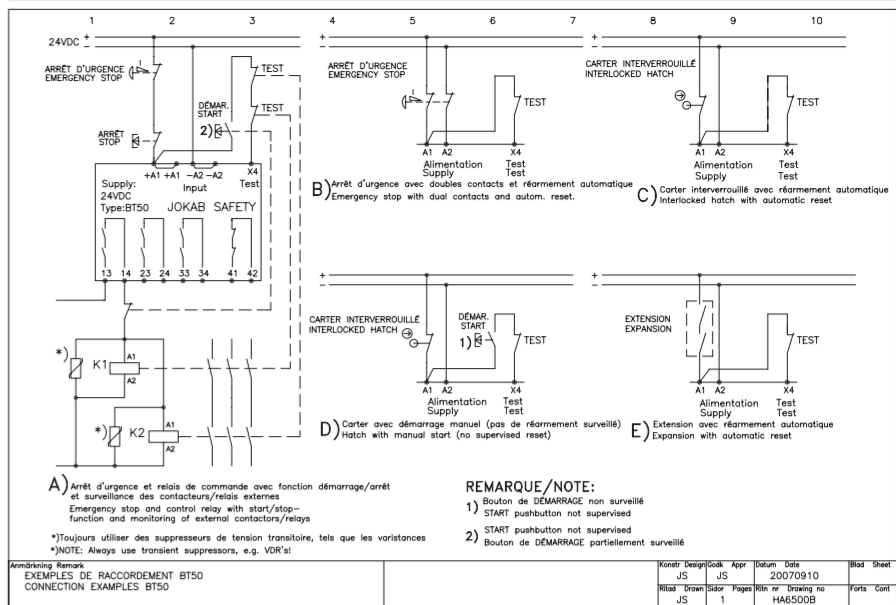 1 2 3 4 5 6 7 8 9 10
24VDC + -
ARRÊT D'URGENCE
EMERGENCY STOP
TEST
TEST
DÉMAR.
START
2)
ARRÊT
STOP
+A1 +A1 -A2 -A2 X4
Input Test
Supply:
24VDC
Type:BT50 JOKAB SAFETY
13 14 23 24 33 34 41 42
*) K1 A1
A2
*) K2 A1
A2
A) Arrêt d'urgence et relais de commande avec fonction démarrage/arrêt
et surveillance des contacteurs/relais externes
Emergency stop and control relay with start/stop-
function and monitoring of external contactors/relays
*)Toujours utiliser des suppresseurs de tension transitoire, tels que les varistances
*)NOTE: Always use transient suppressors, e.g. VDR's!
+
-
ARRÊT D'URGENCE
EMERGENCY STOP
TEST
A1 A2 X4
Alimentation Test
Supply Test
B) Arrêt d'urgence avec doubles contacts et réarmement automatique
Emergency stop with dual contacts and autom. reset.
+
-
CARTER INTERVERROUILLÉ
INTERLOCKED HATCH
TEST
A1 A2 X4
Alimentation Test
Supply Test
C) Carter interverrouillé avec réarmement automatique
Interlocked hatch with automatic reset
+
-
CARTER INTERVERROUILLÉ
INTERLOCKED HATCH
DÉMAR.
START
1)
TEST
A1 A2 X4
Alimentation Test
Supply Test
D) Carter avec démarrage manuel (pas de réarmement surveillé)
Hatch with manual start (no supervised reset)
+
-
EXTENSION
EXPANSION
TEST
A1 A2 X4
Alimentation Test
Supply Test
E) Extension avec réarmement automatique
Expansion with automatic reset
REMARQUE/NOTE:
1) Bouton de DÉMARRAGE non surveillé
START pushbutton not supervised
2) START pushbutton not supervised
Bouton de DÉMARRAGE partiellement surveillé
Anmärkning Remark
EXEMPLES DE RACCORDEMENT BT50
CONNECTION EXAMPLES BT50
Konstr Design Godk Appr Datum Date Blad Sheet
JS JS 20070910
Ritad Drawn Sidor Pages Ritn nr Drawing no Forts Cont
JS 1 HA6500B